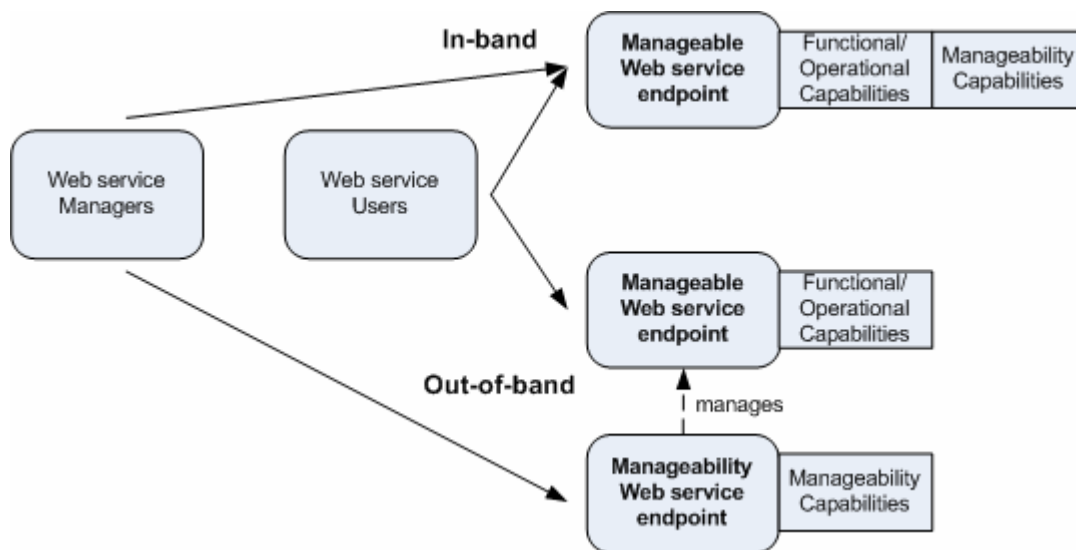 In-band
Manageable
Web service
endpoint
Functional/
Operational
Capabilities
Manageability
Capabilities
Web service
Managers
Web service
Users
Manageable
Web service
endpoint
Functional/
Operational
Capabilities
Out-of-band
manages
Manageability
Web service
endpoint
Manageability
Capabilities